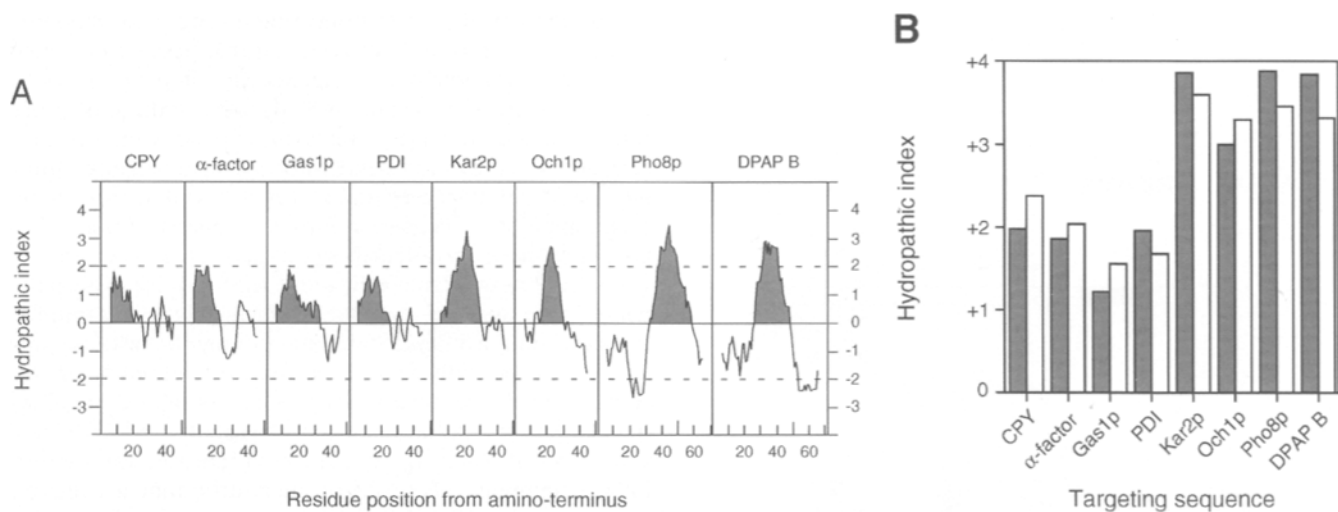 A
CPY α-factor Gas1p PDI Kar2p Och1p Pho8p DPAP B
Hydropathic index
4
3
2
1
0
-1
-2
-3
4
3
2
1
0
-1
-2
-3
20 40 20 40 20 40 20 40 20 40 20 40 20 40 60 20 40 60
Residue position from amino-terminus
B
Hydropathic index
+4
+3
+2
+1
0
CPY
α-factor
Gas1p
PDI
Kar2p
Och1p
Pho8p
DPAP B
Targeting sequence